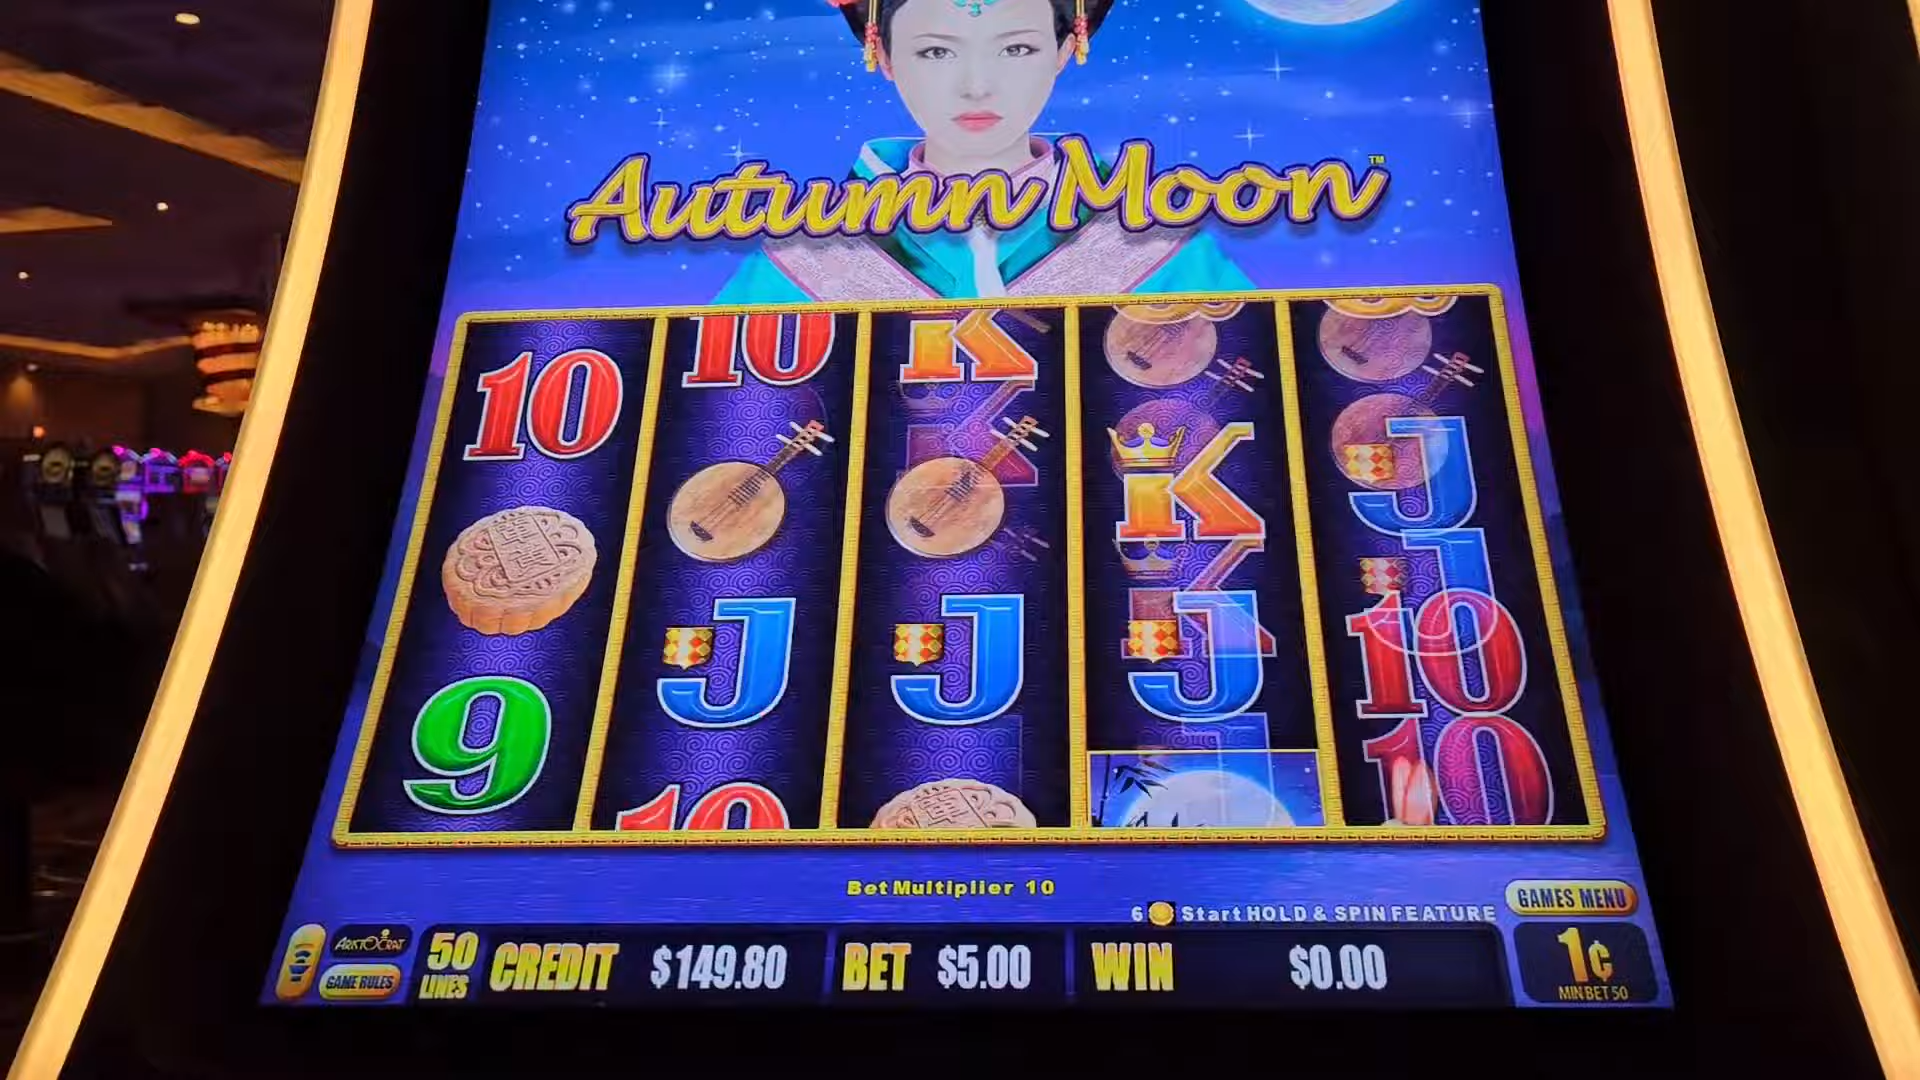 Autumn Moon™
10 10 K
K J
J J J 10
9 10 10
Bet Multiplier 10
6 Start HOLD & SPIN FEATURE
GAMES MENU
ARISTOCRAT
GAME RULES
50 LINES
CREDIT $149.80
BET $5.00
WIN $0.00
1¢
MIN BET 50